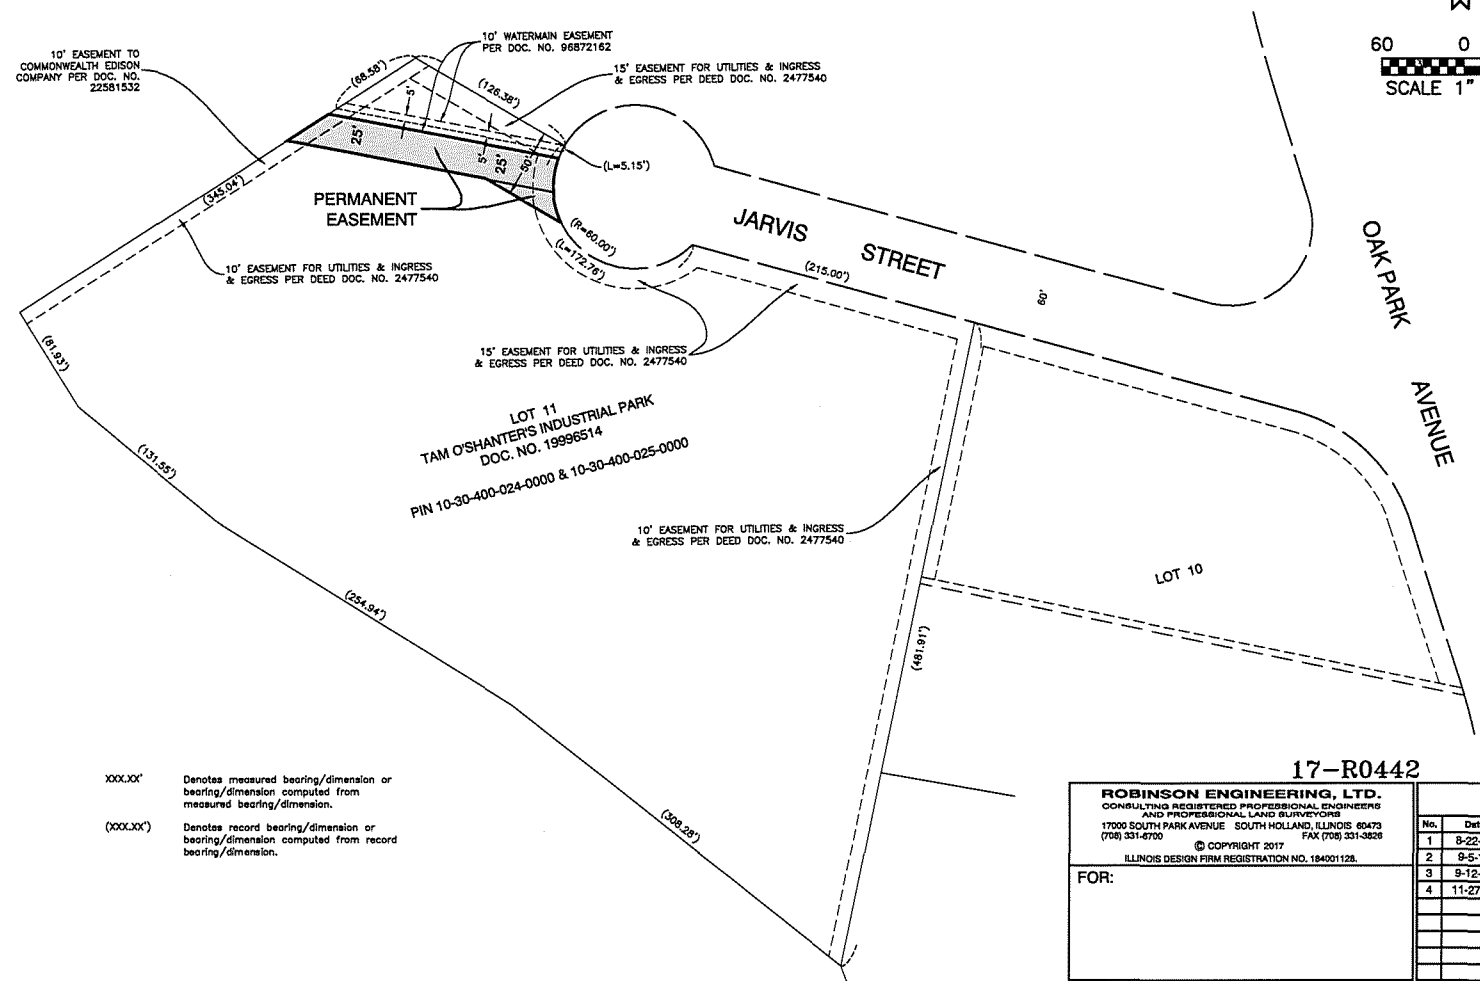 10' EASEMENT TO
COMMONWEALTH EDISON
COMPANY PER DOC. NO.
22581532
(68.58')
10' WATERMAIN EASEMENT
PER DOC. NO. 96872162
(126.38')
15' EASEMENT FOR UTILITIES & INGRESS
& EGRESS PER DEED DOC. NO. 2477540
60 0
SCALE 1"
5'
25'
5'
25'
50'
(L=5.15')
(345.04')
PERMANENT
EASEMENT
(R=60.00')
(L=172.76')
JARVIS STREET
(215.00')
60'
OAK PARK
AVENUE
10' EASEMENT FOR UTILITIES & INGRESS
& EGRESS PER DEED DOC. NO. 2477540
(81.93')
15' EASEMENT FOR UTILITIES & INGRESS
& EGRESS PER DEED DOC. NO. 2477540
LOT 11
TAM O'SHANTER'S INDUSTRIAL PARK
DOC. NO. 19996514
PIN 10-30-400-024-0000 & 10-30-400-025-0000
(131.55')
10' EASEMENT FOR UTILITIES & INGRESS
& EGRESS PER DEED DOC. NO. 2477540
LOT 10
(254.94')
(481.91')
(308.28')
XXX.XX' Denotes measured bearing/dimension or
bearing/dimension computed from
measured bearing/dimension.
(XXX.XX') Denotes record bearing/dimension or
bearing/dimension computed from record
bearing/dimension.
17-R0442
ROBINSON ENGINEERING, LTD.
CONSULTING REGISTERED PROFESSIONAL ENGINEERS
AND PROFESSIONAL LAND SURVEYORS
17000 SOUTH PARK AVENUE SOUTH HOLLAND, ILLINOIS 60473
(708) 331-6700 FAX (708) 331-3826
© COPYRIGHT 2017
ILLINOIS DESIGN FIRM REGISTRATION NO. 184001128.
FOR:
No.
1 8-22-
2 9-5-
3 9-12-
4 11-27